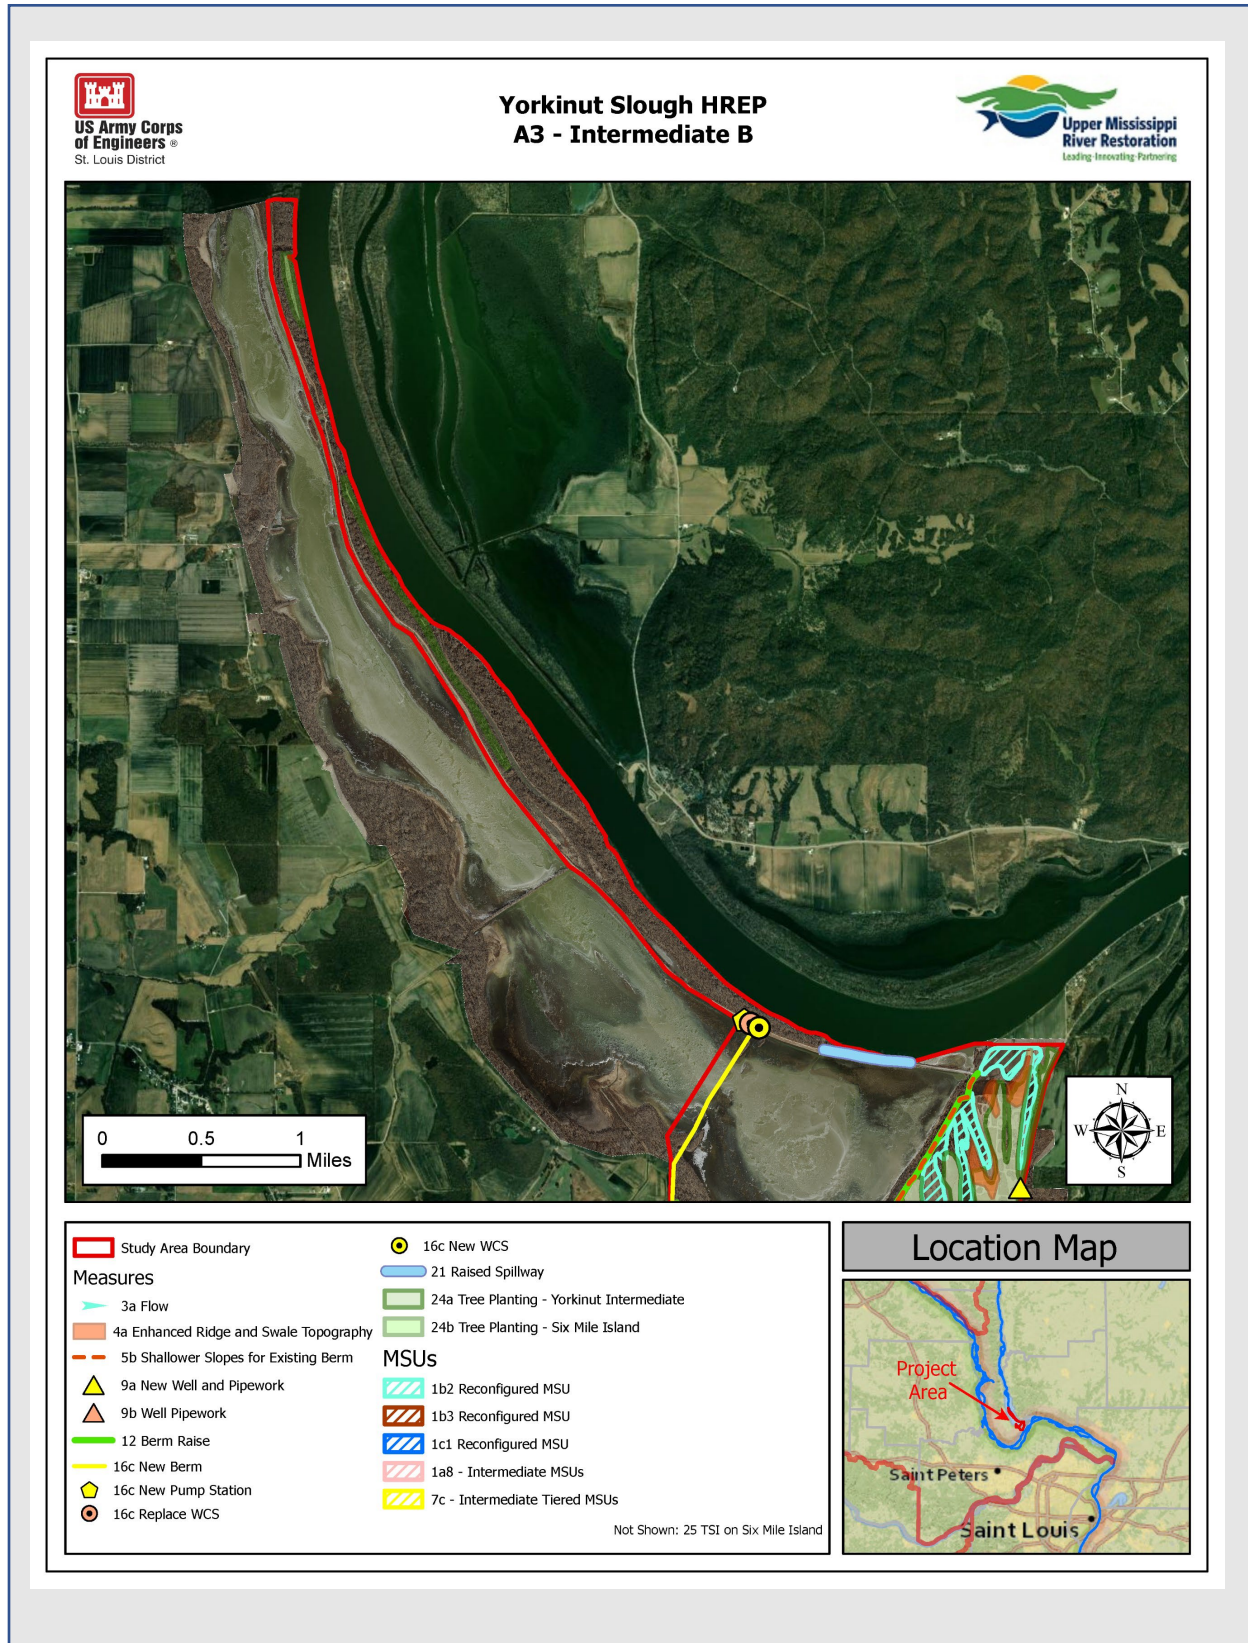 US Army Corps
of Engineers ®
St. Louis District
Yorkinut Slough HREP
A3 - Intermediate B
Upper Mississippi
River Restoration
Leading-Innovating-Partnering
0 0.5 1
Miles
N
W E
S
Study Area Boundary
Measures
3a Flow
4a Enhanced Ridge and Swale Topography
5b Shallower Slopes for Existing Berm
9a New Well and Pipework
9b Well Pipework
12 Berm Raise
16c New Berm
16c New Pump Station
16c Replace WCS
16c New WCS
21 Raised Spillway
24a Tree Planting - Yorkinut Intermediate
24b Tree Planting - Six Mile Island
MSUs
1b2 Reconfigured MSU
1b3 Reconfigured MSU
1c1 Reconfigured MSU
1a8 - Intermediate MSUs
7c - Intermediate Tiered MSUs
Not Shown: 25 TSI on Six Mile Island
Location Map
Project
Area
Saint Peters
Saint Louis